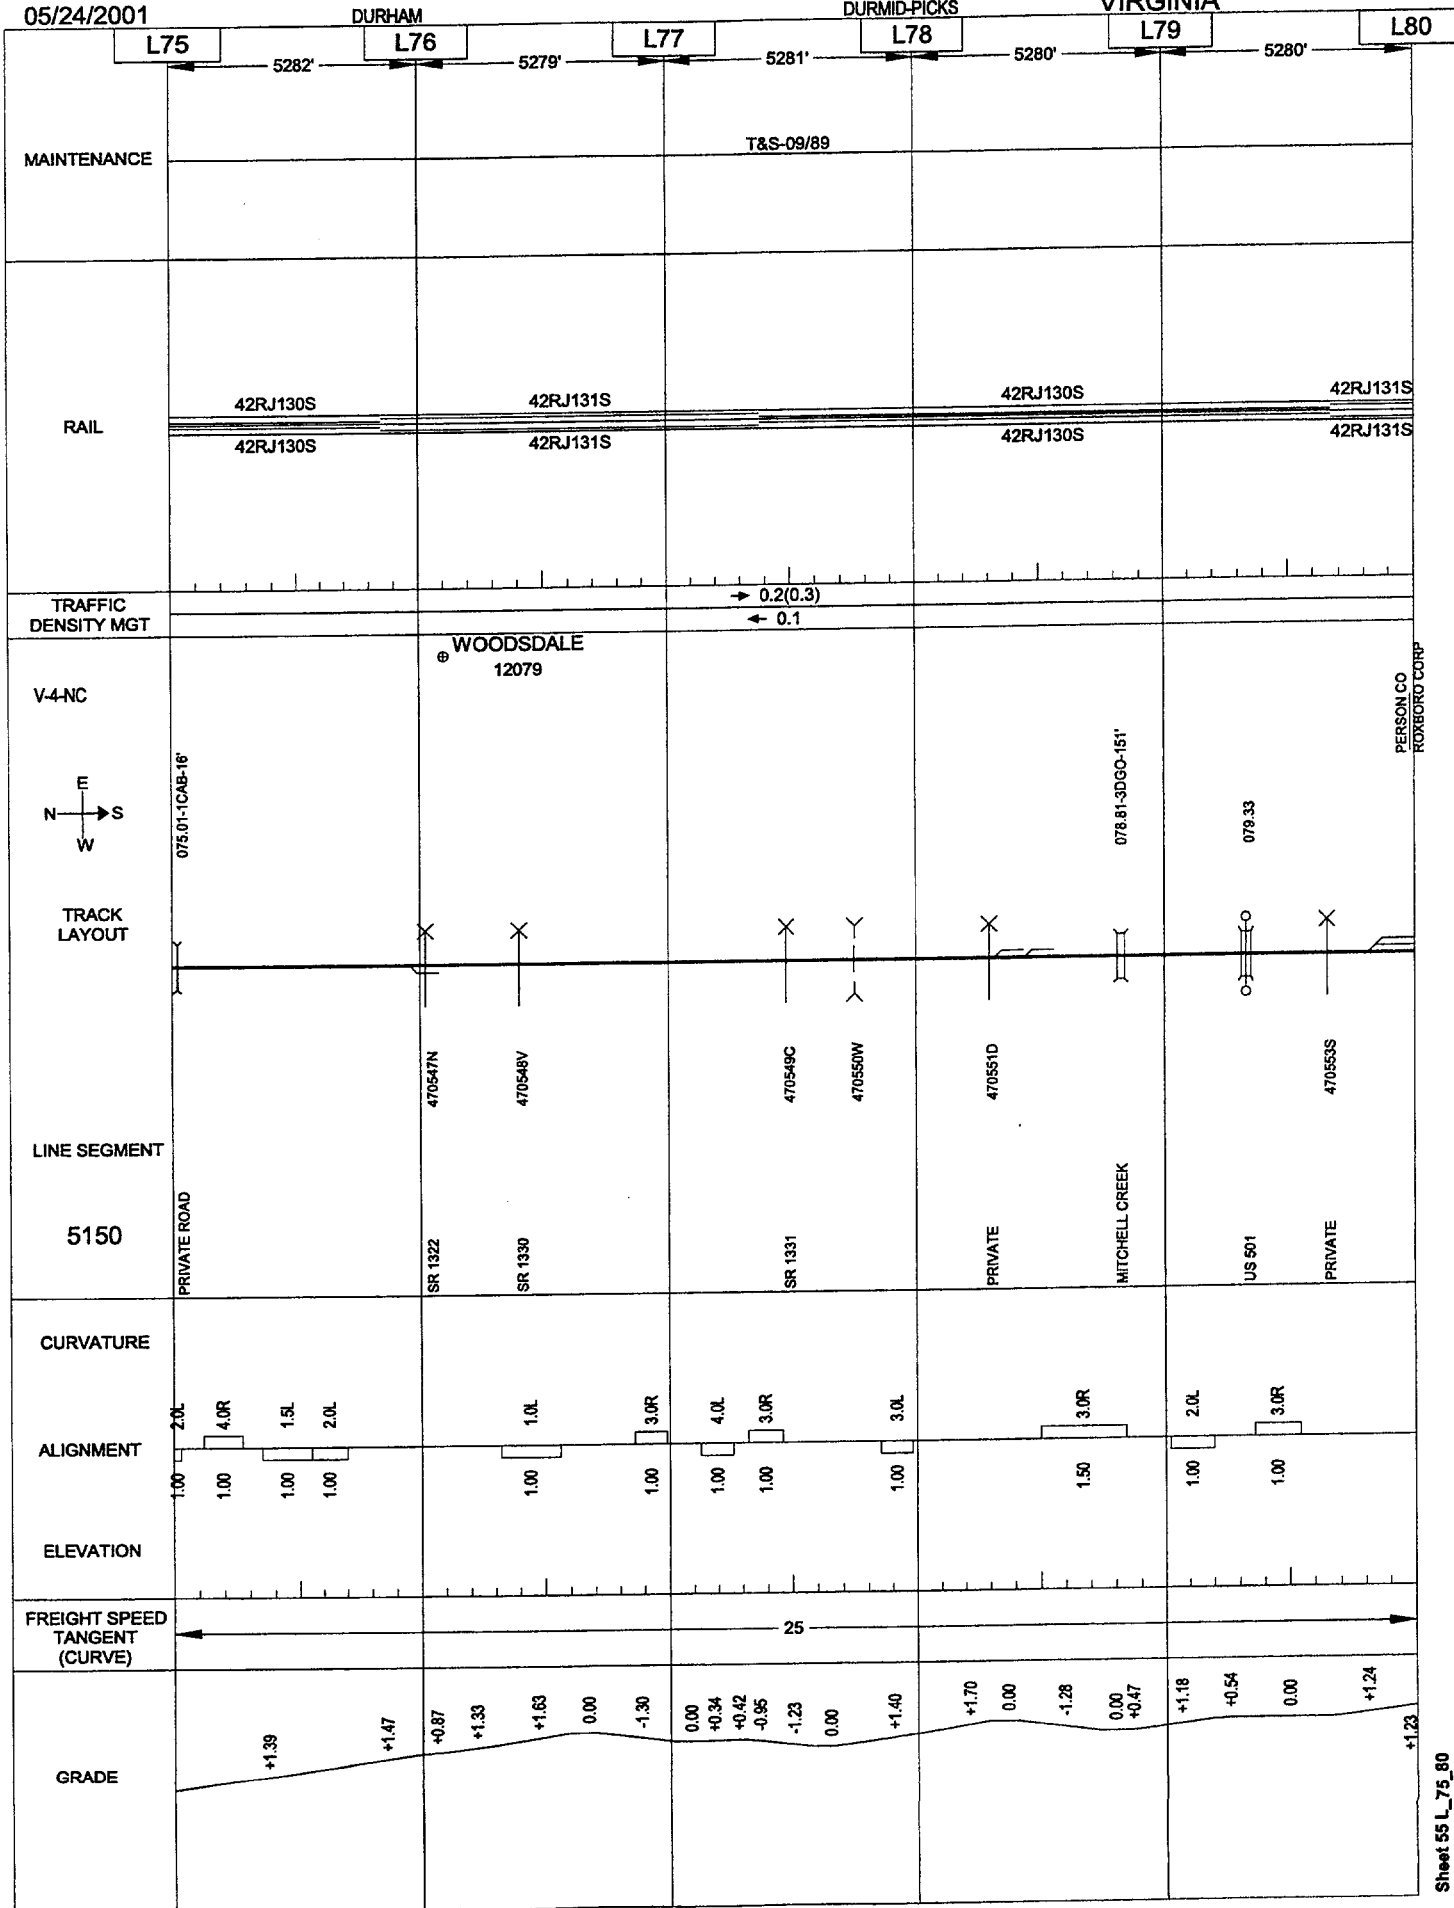 05/24/2001
DURHAM
DURMID-PICKS
VIRGINIA
L75
L76
L77
L78
L79
L80
5282'
5279'
5281'
5280'
5280'
MAINTENANCE
T&S-09/89
RAIL
42RJ130S
42RJ131S
42RJ130S
42RJ131S
42RJ130S
42RJ131S
42RJ130S
42RJ131S
TRAFFIC
DENSITY MGT
0.2(0.3)
0.1
WOODSDALE
12079
V-4-NC
PERSON CO
ROXBORO CORP
E
N S
W
075.01-1CAB-16'
078.81-3DGO-151'
079.33
TRACK
LAYOUT
470547N
470548V
470549C
470550W
470551D
470553S
LINE SEGMENT
5150
PRIVATE ROAD
SR 1322
SR 1330
SR 1331
PRIVATE
MITCHELL CREEK
US 501
PRIVATE
CURVATURE
2.0L
4.0R
1.5L
2.0L
1.0L
3.0R
4.0L
3.0R
3.0L
3.0R
2.0L
3.0R
ALIGNMENT
1.00
1.00
1.00
1.00
1.00
1.00
1.00
1.00
1.00
1.50
1.00
1.00
ELEVATION
FREIGHT SPEED
TANGENT
(CURVE)
25
GRADE
+1.39
+1.47
+0.87
+1.33
+1.63
0.00
-1.30
0.00
+0.34
+0.42
-0.95
-1.23
0.00
+1.40
+1.70
0.00
-1.28
0.00
+0.47
+1.18
+0.54
0.00
+1.24
+1.23
Sheet 55 L_75_80